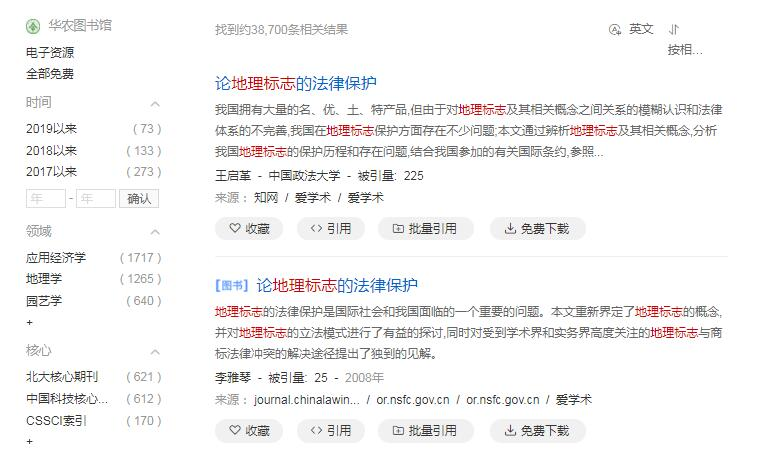 华农图书馆
电子资源
全部免费
时间
2019以来 ( 73 )
2018以来 ( 133 )
2017以来 ( 273 )
年 - 年 确认
领域
应用经济学 ( 1717 )
地理学 ( 1265 )
园艺学 ( 640 )
+
核心
北大核心期刊 ( 621 )
中国科技核心... ( 612 )
CSSCI索引 ( 170 )
+
找到约38,700条相关结果
英文
按相...
论地理标志的法律保护
我国拥有大量的名、优、土、特产品,但由于对地理标志及其相关概念之间关系的模糊认识和法律
体系的不完善,我国在地理标志保护方面存在不少问题;本文通过辨析地理标志及其相关概念,分析
我国地理标志的保护历程和存在问题,结合我国参加的有关国际条约,参照...
王启革 - 中国政法大学 - 被引量: 225
来源： 知网 / 爱学术 / 爱学术
收藏 引用 批量引用 免费下载
【图书】 论地理标志的法律保护
地理标志的法律保护是国际社会和我国面临的一个重要的问题。本文重新界定了地理标志的概念,
并对地理标志的立法模式进行了有益的探讨,同时对受到学术界和实务界高度关注的地理标志与商
标法律冲突的解决途径提出了独到的见解。
李雅琴 - 被引量: 25 - 2008年
来源： journal.chinalawin... / or.nsfc.gov.cn / or.nsfc.gov.cn / 爱学术
收藏 引用 批量引用 免费下载